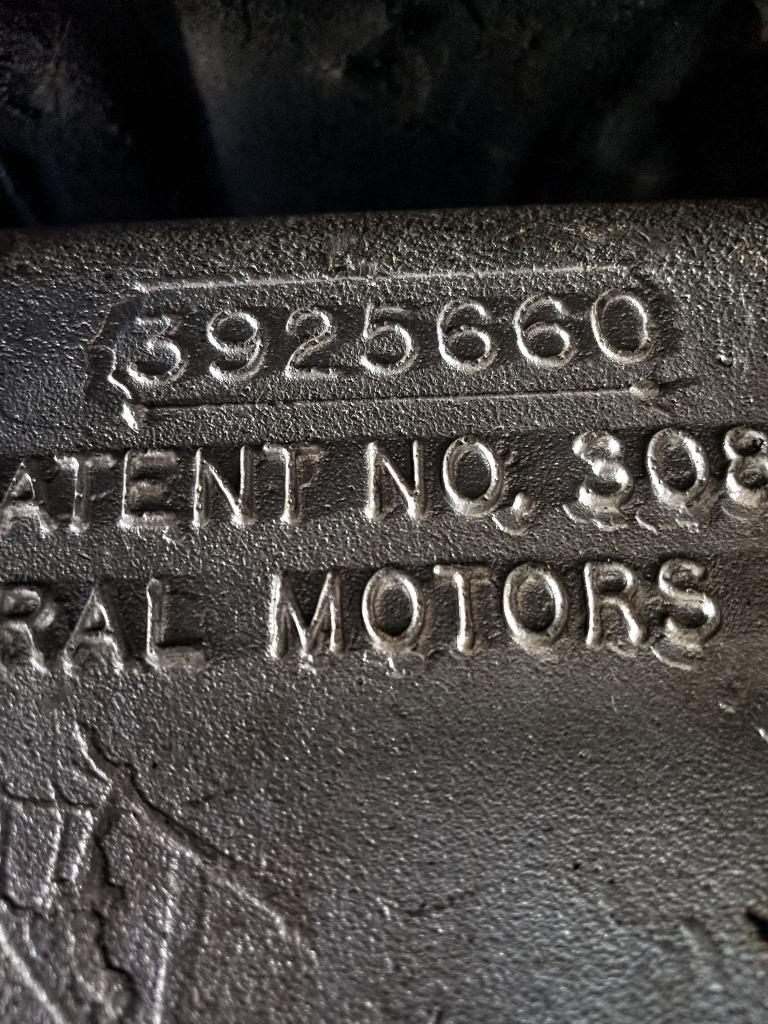 3925660
ATENT NO. 308
RAL MOTORS